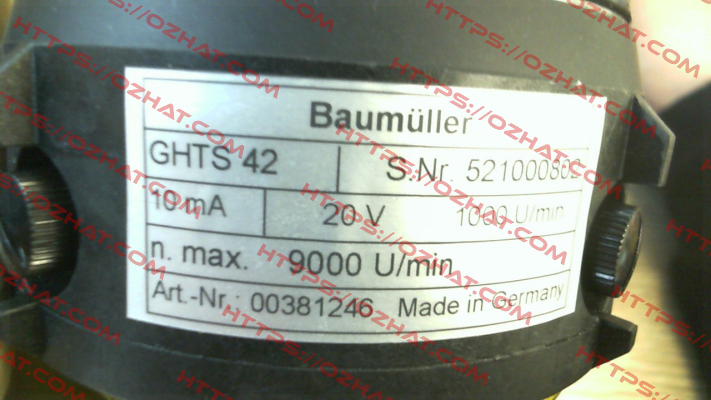 Baumüller
GHTS 42 S.Nr. 521000802
10 mA 20 V 1000 U/min
n. max. 9000 U/min
Art.-Nr.: 00381246 Made in Germany
HTTPS://OZHAT.COM